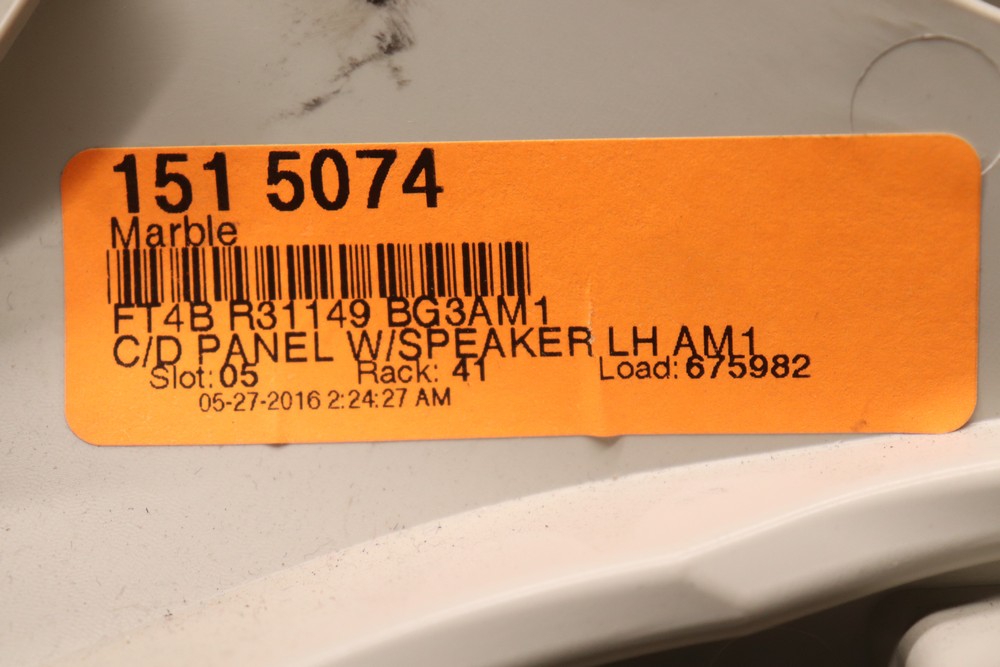 151 5074
Marble
FT4B R31149 BG3AM1
C/D PANEL W/SPEAKER LH AM1
Slot: 05 Rack: 41 Load: 675982
05-27-2016 2:24:27 AM